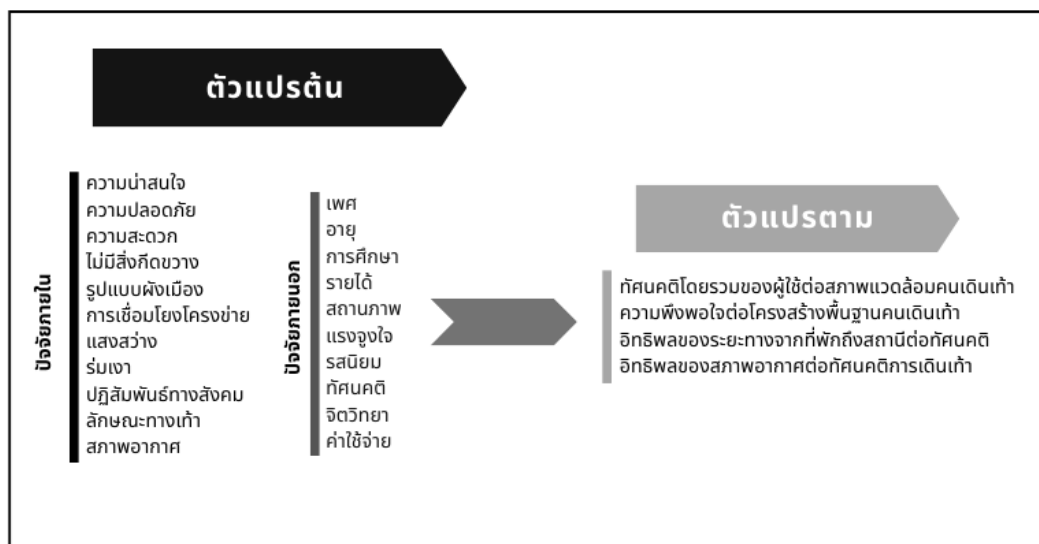 ตัวแปรต้น
ปัจจัยภายใน
ความน่าสนใจ
ความปลอดภัย
ความสะดวก
ไม่มีสิ่งกีดขวาง
รูปแบบผังเมือง
การเชื่อมโยงโครงข่าย
แสงสว่าง
ร่มเงา
ปฏิสัมพันธ์ทางสังคม
ลักษณะทางเท้า
สภาพอากาศ
ปัจจัยภายนอก
เพศ
อายุ
การศึกษา
รายได้
สถานภาพ
แรงจูงใจ
รสนิยม
ทัศนคติ
จิตวิทยา
ค่าใช้จ่าย
ตัวแปรตาม
ทัศนคติโดยรวมของผู้ใช้ต่อสภาพแวดล้อมคนเดินเท้า
ความพึงพอใจต่อโครงสร้างพื้นฐานคนเดินเท้า
อิทธิพลของระยะทางจากที่พักถึงสถานีต่อทัศนคติ
อิทธิพลของสภาพอากาศต่อทัศนคติการเดินเท้า